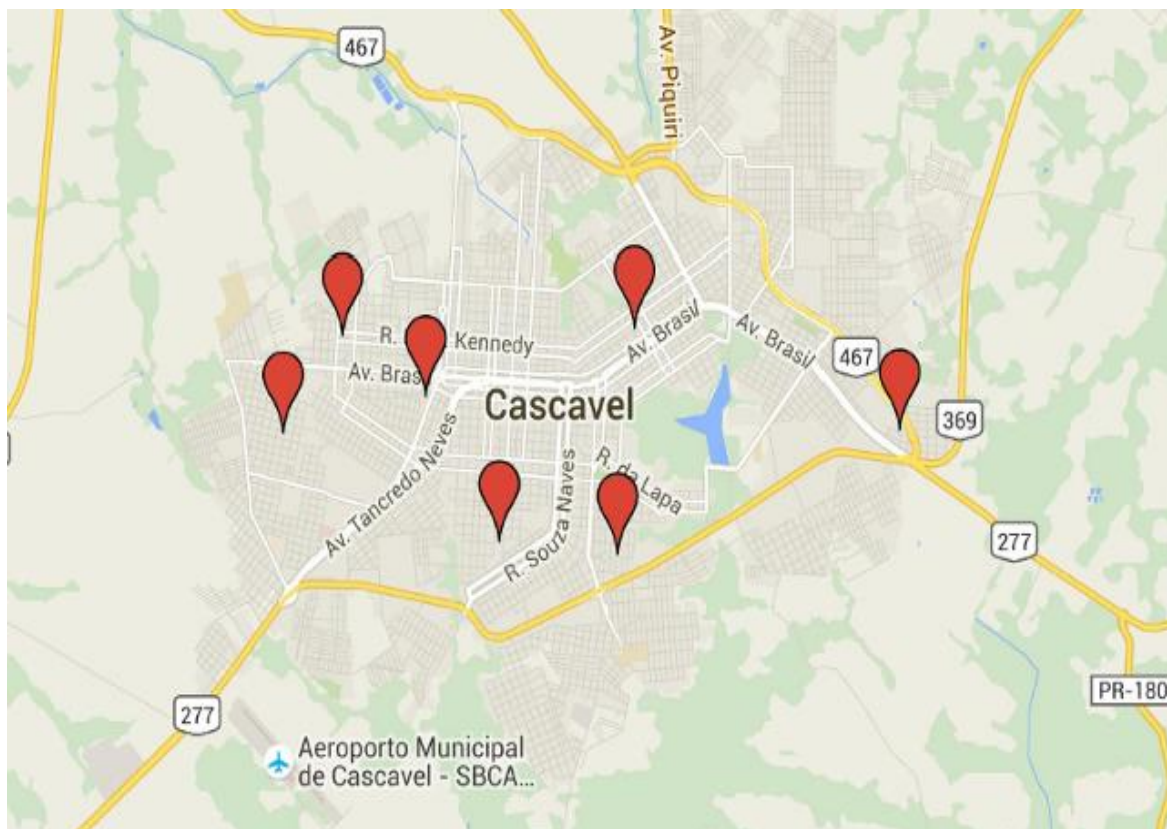 467
Av. Piquiri
R.
Kennedy
Av. Brasil
Av. Brasil
Av. Bras
467
369
Cascavel
Av. Tancredo Neves
R. Souza Naves
R. da Lapa
277
PR-180
277
Aeroporto Municipal
de Cascavel - SBCA...